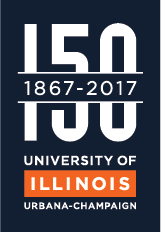 150
1867-2017
UNIVERSITY OF
ILLINOIS
URBANA-CHAMPAIGN